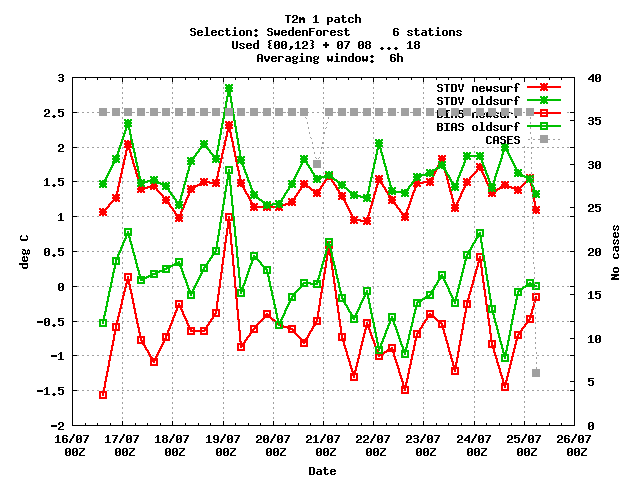 T2m 1 patch
Selection: SwedenForest 6 stations
Used {00,12} + 07 08 ... 18
Averaging window: 6h
STDV newsurf
STDV oldsurf
BIAS newsurf
BIAS oldsurf
CASES
3
2.5
2
1.5
1
0.5
0
-0.5
-1
-1.5
-2
deg C
40
35
30
25
20
15
10
5
0
No cases
16/07 17/07 18/07 19/07 20/07 21/07 22/07 23/07 24/07 25/07 26/07
00Z 00Z 00Z 00Z 00Z 00Z 00Z 00Z 00Z 00Z 00Z
Date